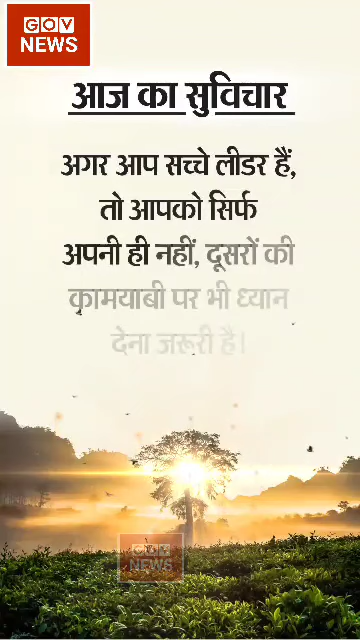 GOV
NEWS
आज का सुविचार
अगर आप सच्चे लीडर हैं,
तो आपको सिर्फ
अपनी ही नहीं, दूसरों की
कामयाबी पर भी ध्यान
देना जरूरी है।
GOV
NEWS